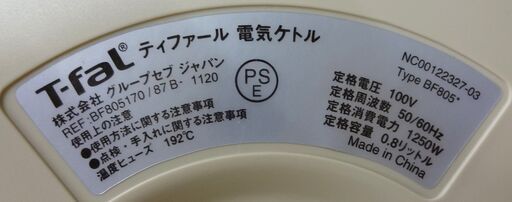 T-faL® ティファール 電気ケトル
株式会社 グループセブ ジャパン
REF : BF805170 / 87 B - 1120
使用上の注意
●使用方法に関する注意事項
●点検・手入れに関する注意事項
温度ヒューズ 192℃
PS
E
NC00122327-03
Type BF805*
定格電圧 100V
定格周波数 50/60Hz
定格消費電力 1250W
定格容量 0.8リットル
Made in China